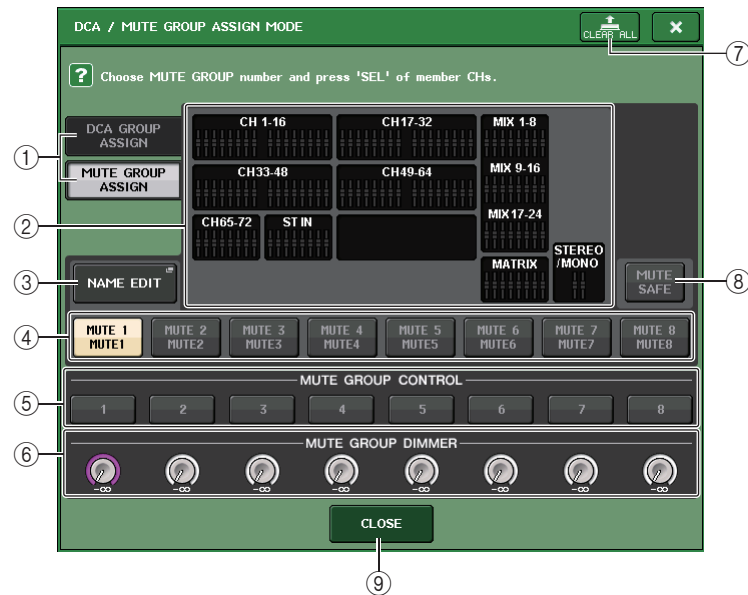 DCA / MUTE GROUP ASSIGN MODE
CLEAR ALL
×
⑦
? Choose MUTE GROUP number and press 'SEL' of member CHs.
①
DCA GROUP
ASSIGN
MUTE GROUP
ASSIGN
②
CH 1-16
CH17-32
MIX 1-8
CH33-48
CH49-64
MIX 9-16
CH65-72
ST IN
MIX17-24
MATRIX
STEREO
/MONO
③
NAME EDIT
MUTE
SAFE
⑧
④
MUTE 1
MUTE1
MUTE 2
MUTE2
MUTE 3
MUTE3
MUTE 4
MUTE4
MUTE 5
MUTE5
MUTE 6
MUTE6
MUTE 7
MUTE7
MUTE 8
MUTE8
⑤
MUTE GROUP CONTROL
1 2 3 4 5 6 7 8
⑥
MUTE GROUP DIMMER
-∞ -∞ -∞ -∞ -∞ -∞ -∞ -∞
CLOSE
⑨